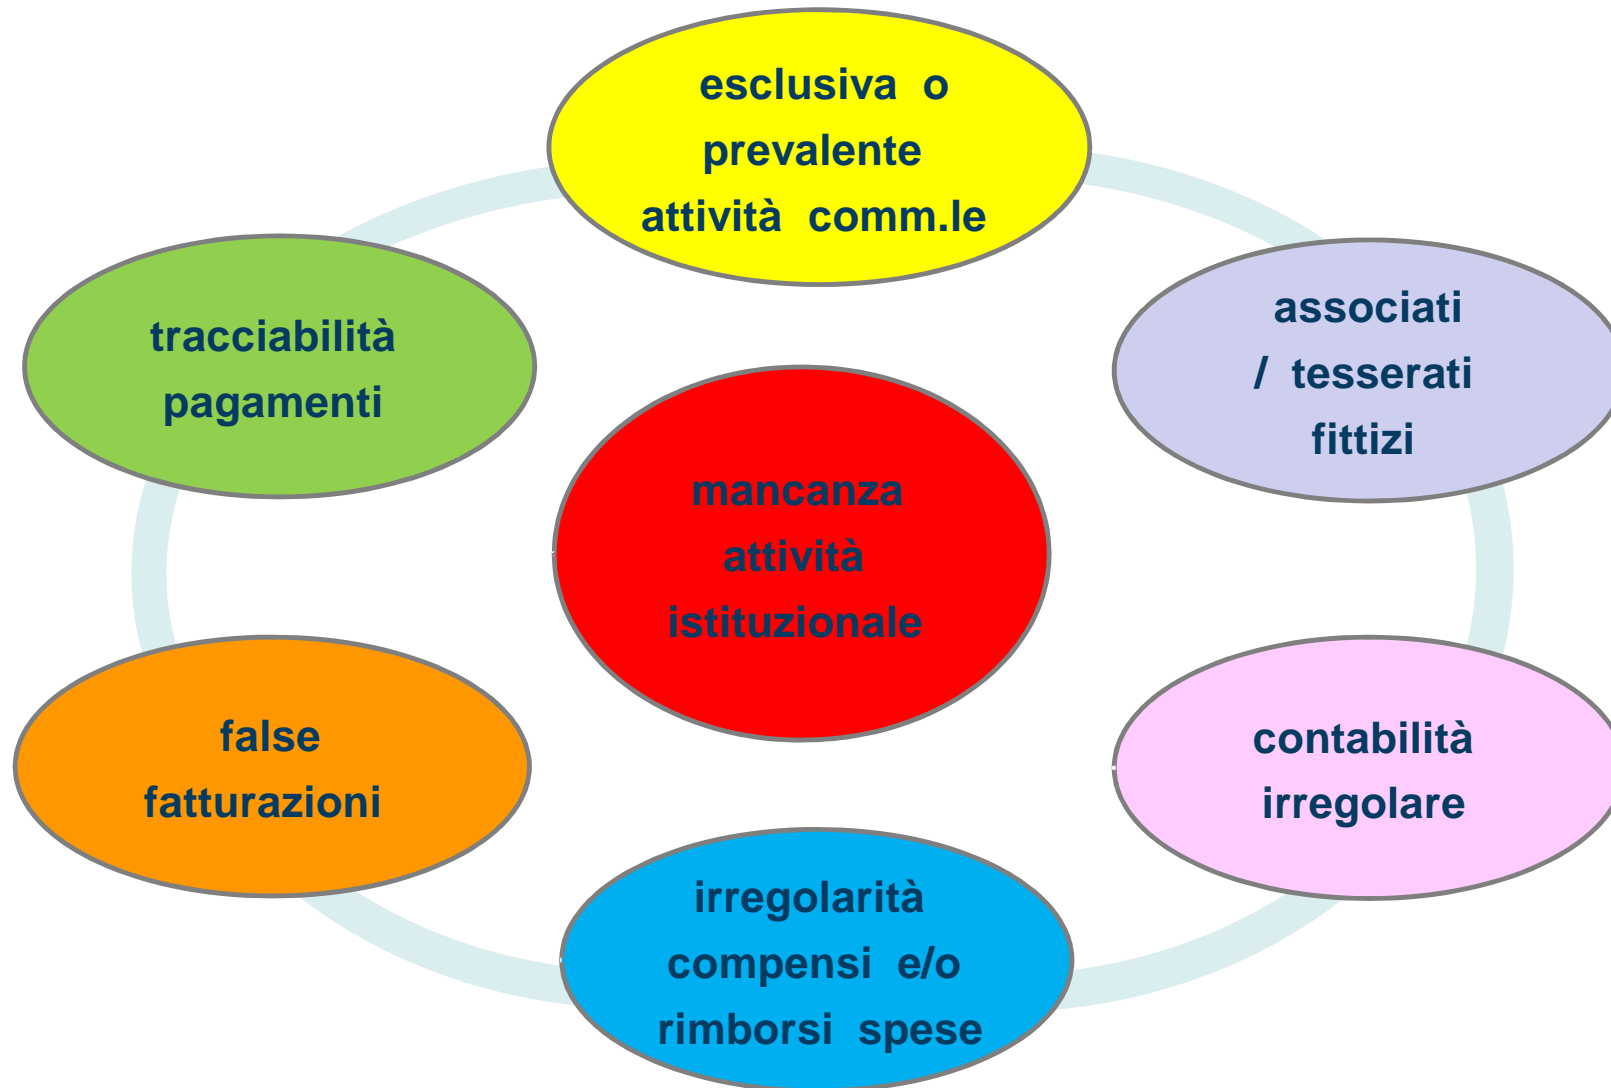 esclusiva o
prevalente
attività comm.le
tracciabilità
pagamenti
associati
/ tesserati
fittizi
mancanza
attività
istituzionale
false
fatturazioni
contabilità
irregolare
irregolarità
compensi e/o
rimborsi spese